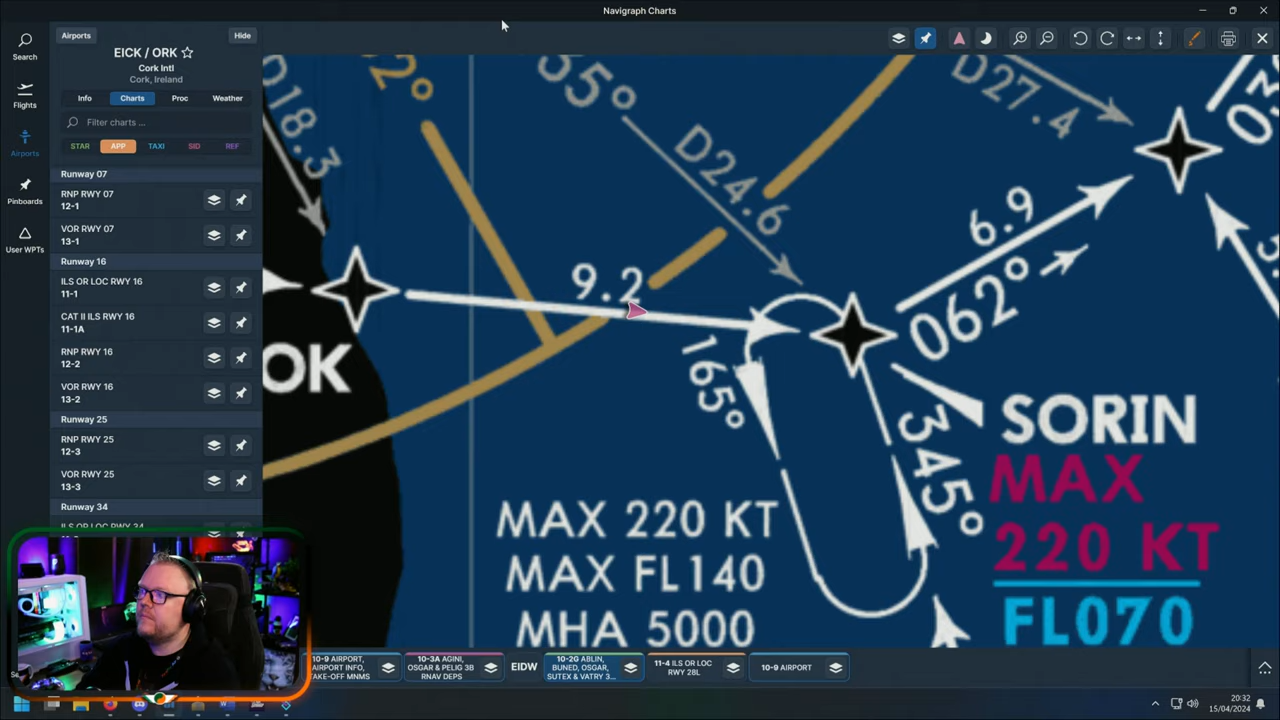 Navigraph Charts
Search
Flights
Airports
Pinboards
User WPTs
Airports
Hide
EICK / ORK
Cork Intl
Cork, Ireland
Info
Charts
Proc
Weather
Filter charts ...
STAR
APP
TAXI
SID
REF
Runway 07
RNP RWY 07
12-1
VOR RWY 07
13-1
Runway 16
ILS OR LOC RWY 16
11-1
CAT II ILS RWY 16
11-1A
RNP RWY 16
12-2
VOR RWY 16
13-2
Runway 25
RNP RWY 25
12-3
VOR RWY 25
13-3
Runway 34
ILS OR LOC RWY 34
D18.3
2°
55°
D24.6
D27.4
9.2
6.9
062°
165°
345°
OK
SORIN
MAX
220 KT
FL070
MAX 220 KT
MAX FL140
MHA 5000
10-9 AIRPORT,
AIRPORT INFO,
TAKE-OFF MNMS
10-3A AGINI,
OSGAR & PELIG 3B
RNAV DEPS
EIDW
10-2G ABLIN,
BUNED, OSGAR,
SUTEX & VATRY 3...
11-4 ILS OR LOC
RWY 28L
10-9 AIRPORT
20:32
15/04/2024